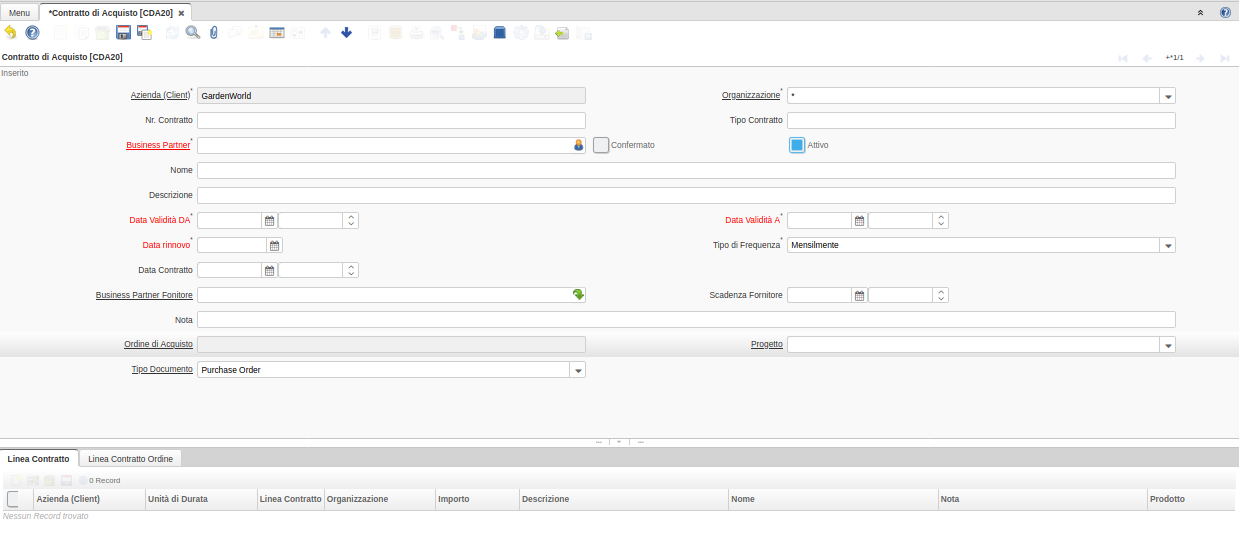 Menu *Contratto di Acquisto [CDA20]
Contratto di Acquisto [CDA20] +*1/1
Inserito
Azienda (Client)* GardenWorld Organizzazione* *
Nr. Contratto Tipo Contratto
Business Partner* Confermato Attivo
Nome
Descrizione
Data Validità DA* Data Validità A*
Data rinnovo* Tipo di Frequenza* Mensilmente
Data Contratto
Business Partner Fonitore Scadenza Fornitore
Nota
Ordine di Acquisto Progetto
Tipo Documento Purchase Order
Linea Contratto Linea Contratto Ordine
0 Record
Azienda (Client) Unità di Durata Linea Contratto Organizzazione Importo Descrizione Nome Nota Prodotto
Nessun Record trovato